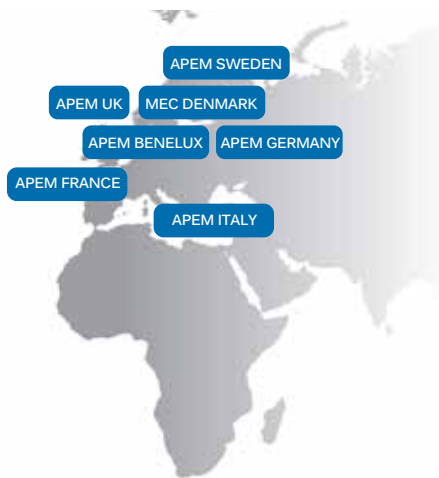 APEM SWEDEN
APEM UK
MEC DENMARK
APEM BENELUX
APEM GERMANY
APEM FRANCE
APEM ITALY